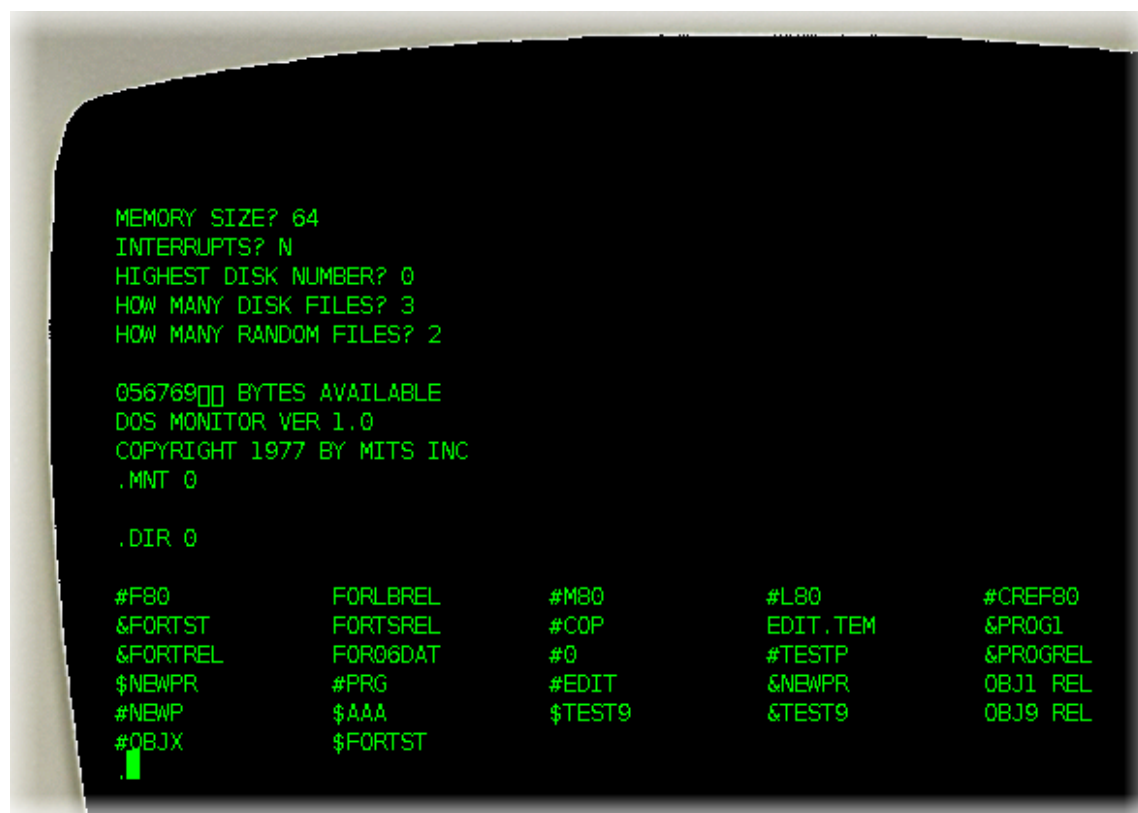 MEMORY SIZE? 64
INTERRUPTS? N
HIGHEST DISK NUMBER? 0
HOW MANY DISK FILES? 3
HOW MANY RANDOM FILES? 2
056769▯▯ BYTES AVAILABLE
DOS MONITOR VER 1.0
COPYRIGHT 1977 BY MITS INC
.MNT 0
.DIR 0
#F80 FORLBREL #M80 #L80 #CREF80
&FORTST FORTSREL #COP EDIT.TEM &PROG1
&FORTREL FOR06DAT #0 #TESTP &PROGREL
$NEWPR #PRG #EDIT &NEWPR OBJ1 REL
#NEWP $AAA $TEST9 &TEST9 OBJ9 REL
#OBJX $FORTST
.